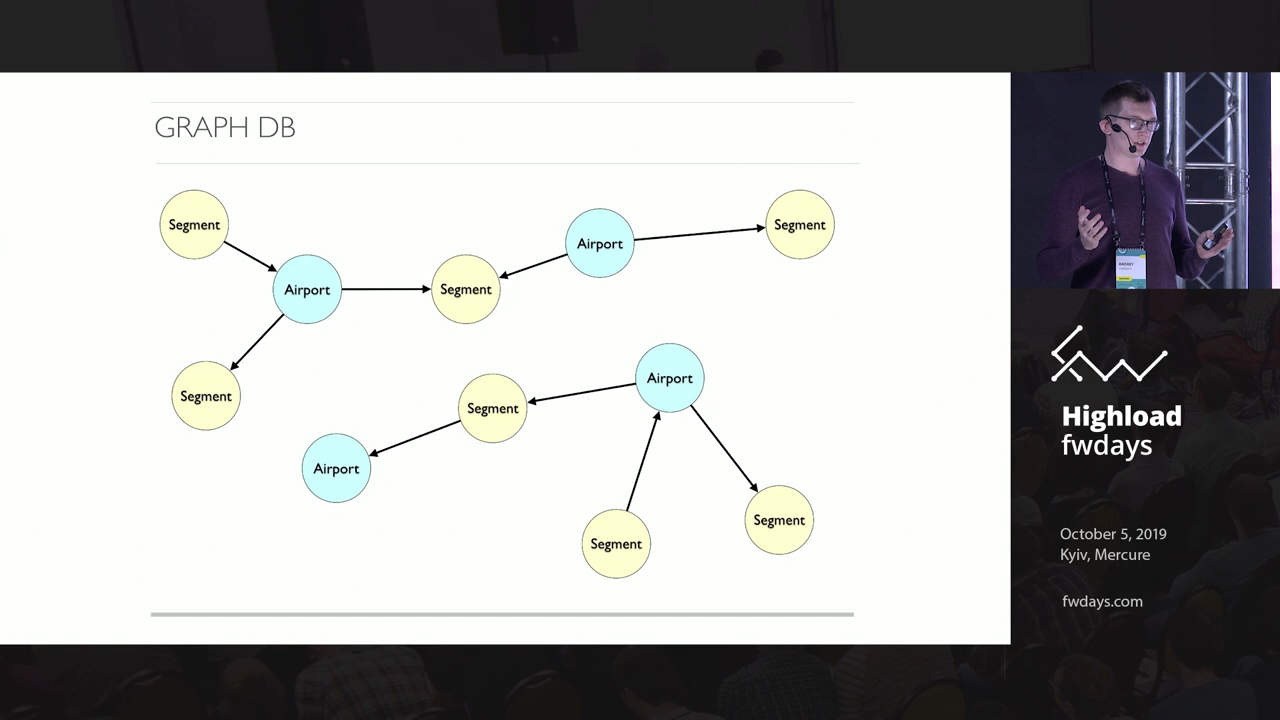 GRAPH DB
Segment
Airport
Segment
Airport
Segment
Segment
Segment
Airport
Airport
Segment
Segment
Highload
fwdays
October 5, 2019
Kyiv, Mercure
fwdays.com